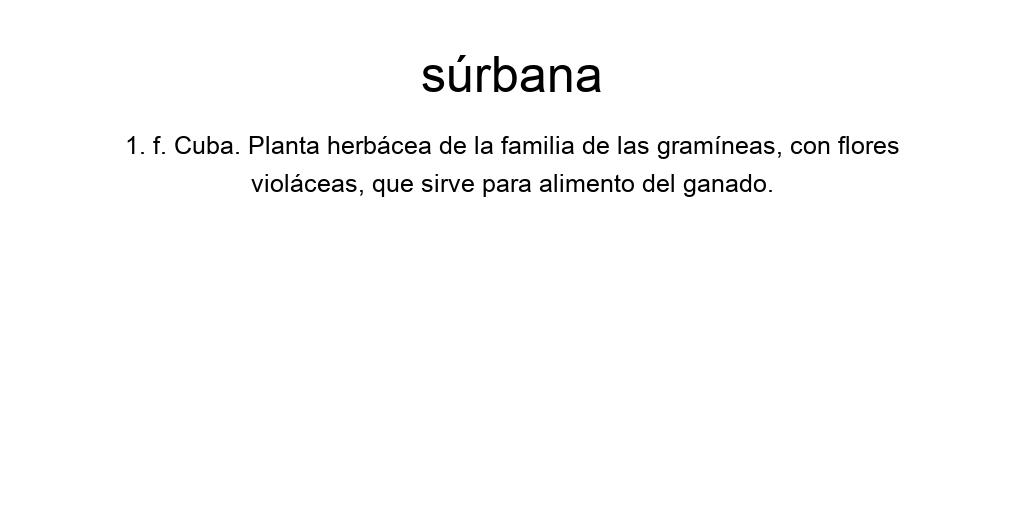 súrbana
1. f. Cuba. Planta herbácea de la familia de las gramíneas, con flores
violáceas, que sirve para alimento del ganado.